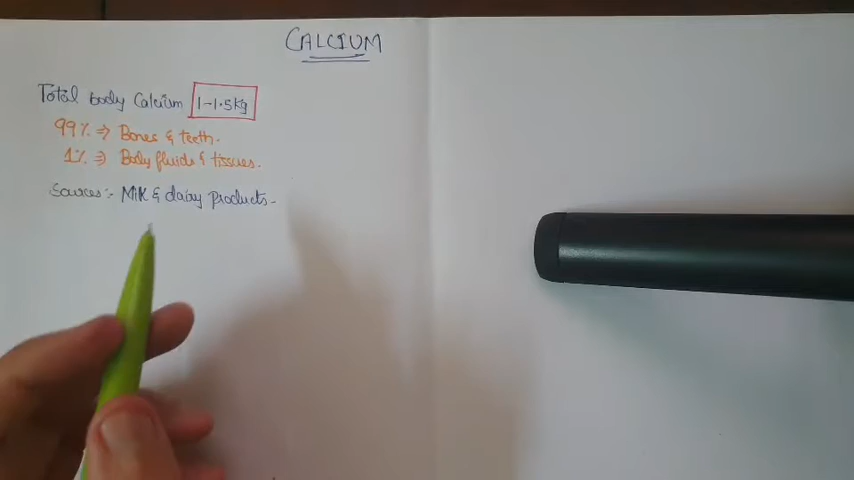 CALCIUM
Total body Calcium 1-1.5kg
99% ⇒ Bones & teeth.
1% ⇒ Body fluids & tissues.
Sources:- Milk & dairy products-